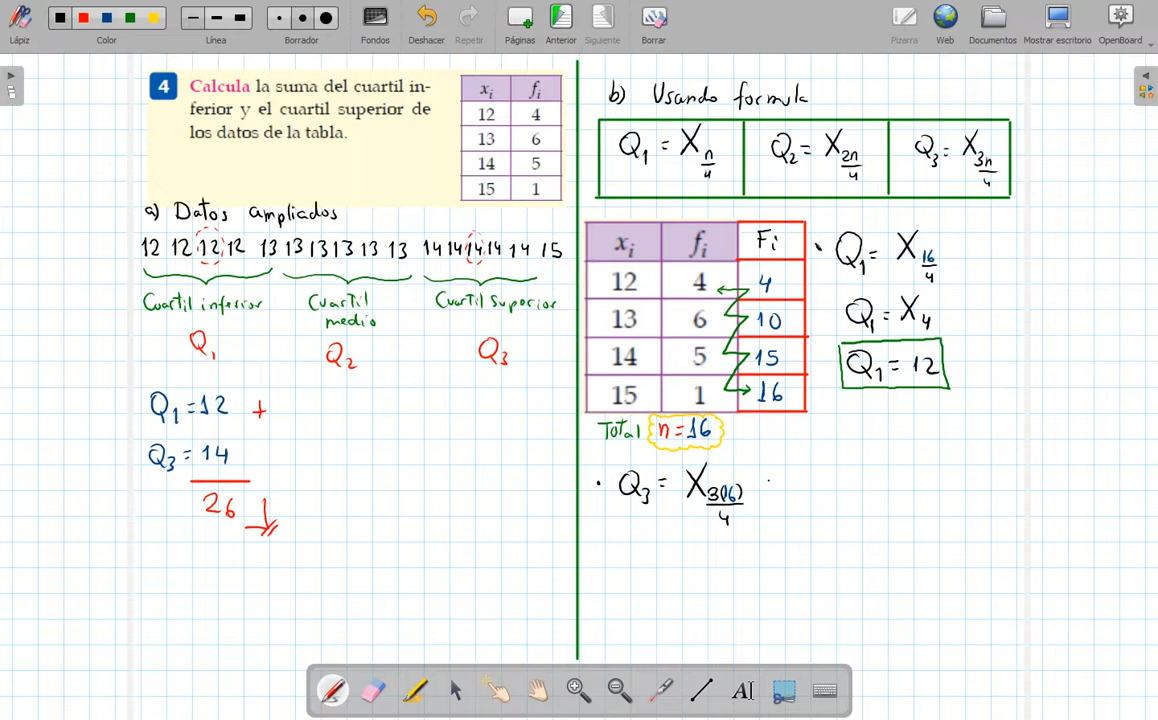 Lápiz Color Línea Borrador Fondos Deshacer Repetir Páginas Anterior Siguiente Borrar Pizarra Web Documentos Mostrar escritorio OpenBoard
4 Calcula la suma del cuartil in-
ferior y el cuartil superior de
los datos de la tabla.
xi fi
12 4
13 6
14 5
15 1
a) Datos ampliados
12 12 12 12 13 13 13 13 13 13 14 14 14 14 14 15
Cuartil inferior Cuartil medio Cuartil Superior
Q1 Q2 Q3
Q1 = 12 +
Q3 = 14
26
b) Usando formula
Q1 = X n/4 Q2 = X 2n/4 Q3 = X 3n/4
xi fi Fi
12 4 4
13 6 10
14 5 15
15 1 16
Total n = 16
• Q1 = X 16/4
Q1 = X4
Q1 = 12
• Q3 = X 3(16)/4